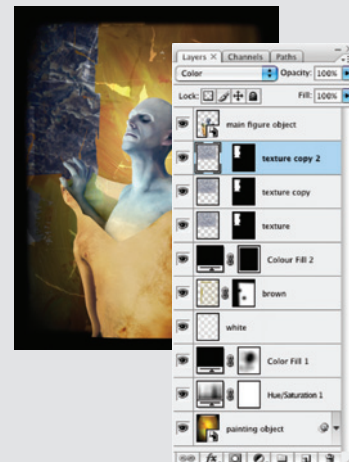 Layers × Channels Paths
Color Opacity: 100%
Lock: Fill: 100%
main figure object
texture copy 2
texture copy
texture
Colour Fill 2
brown
white
Color Fill 1
Hue/Saturation 1
painting object
fx